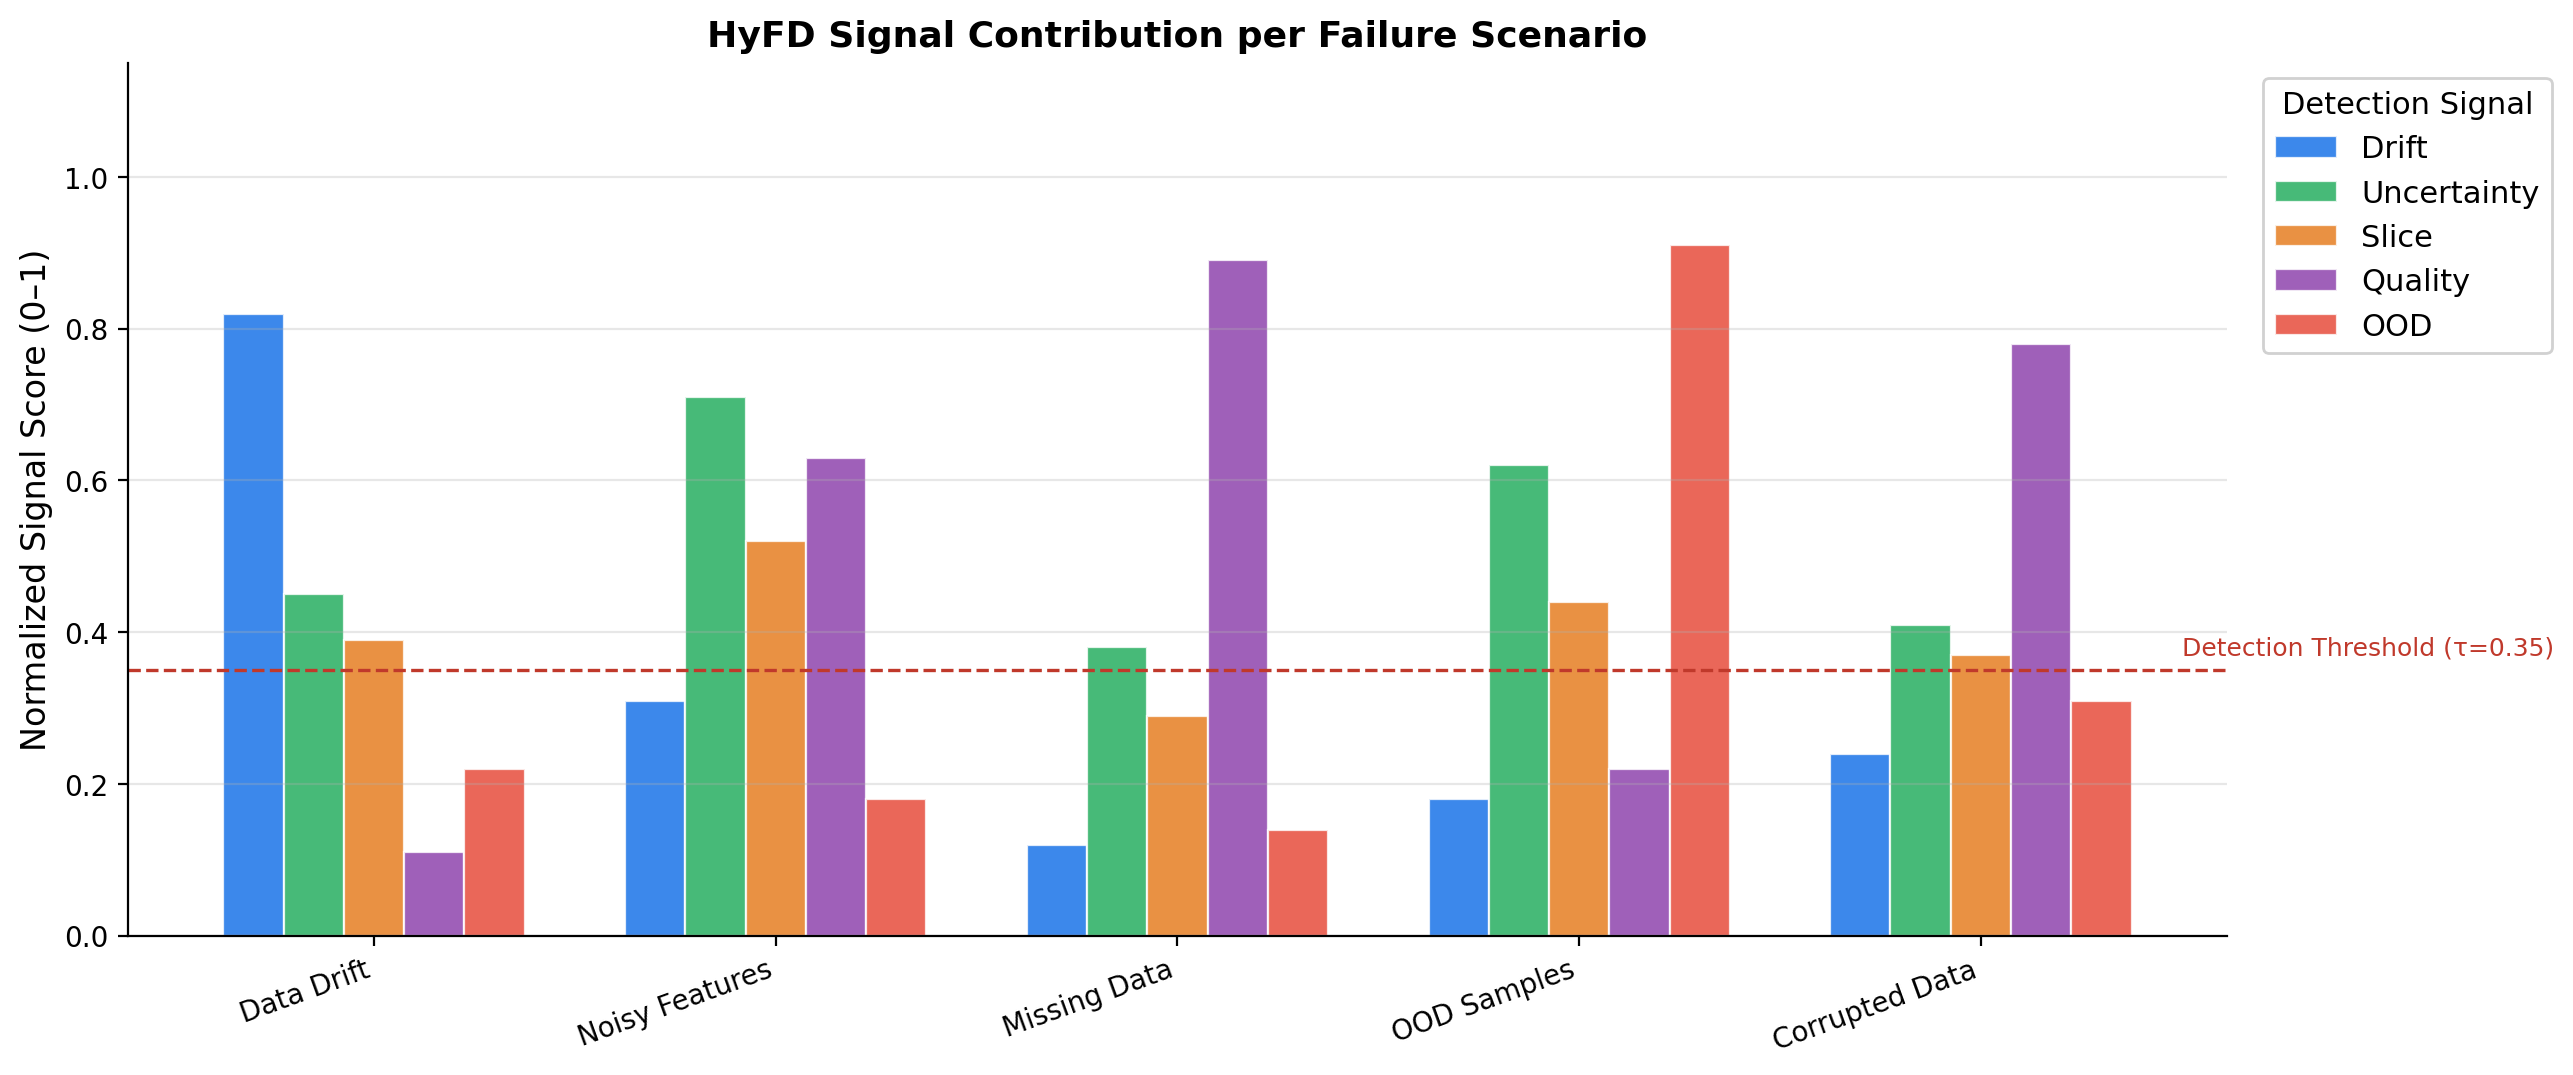 HyFD Signal Contribution per Failure Scenario
Normalized Signal Score (0–1)
1.0
0.8
0.6
0.4
0.2
0.0
Data Drift
Noisy Features
Missing Data
OOD Samples
Corrupted Data
Detection Threshold (τ=0.35)
Detection Signal
Drift
Uncertainty
Slice
Quality
OOD